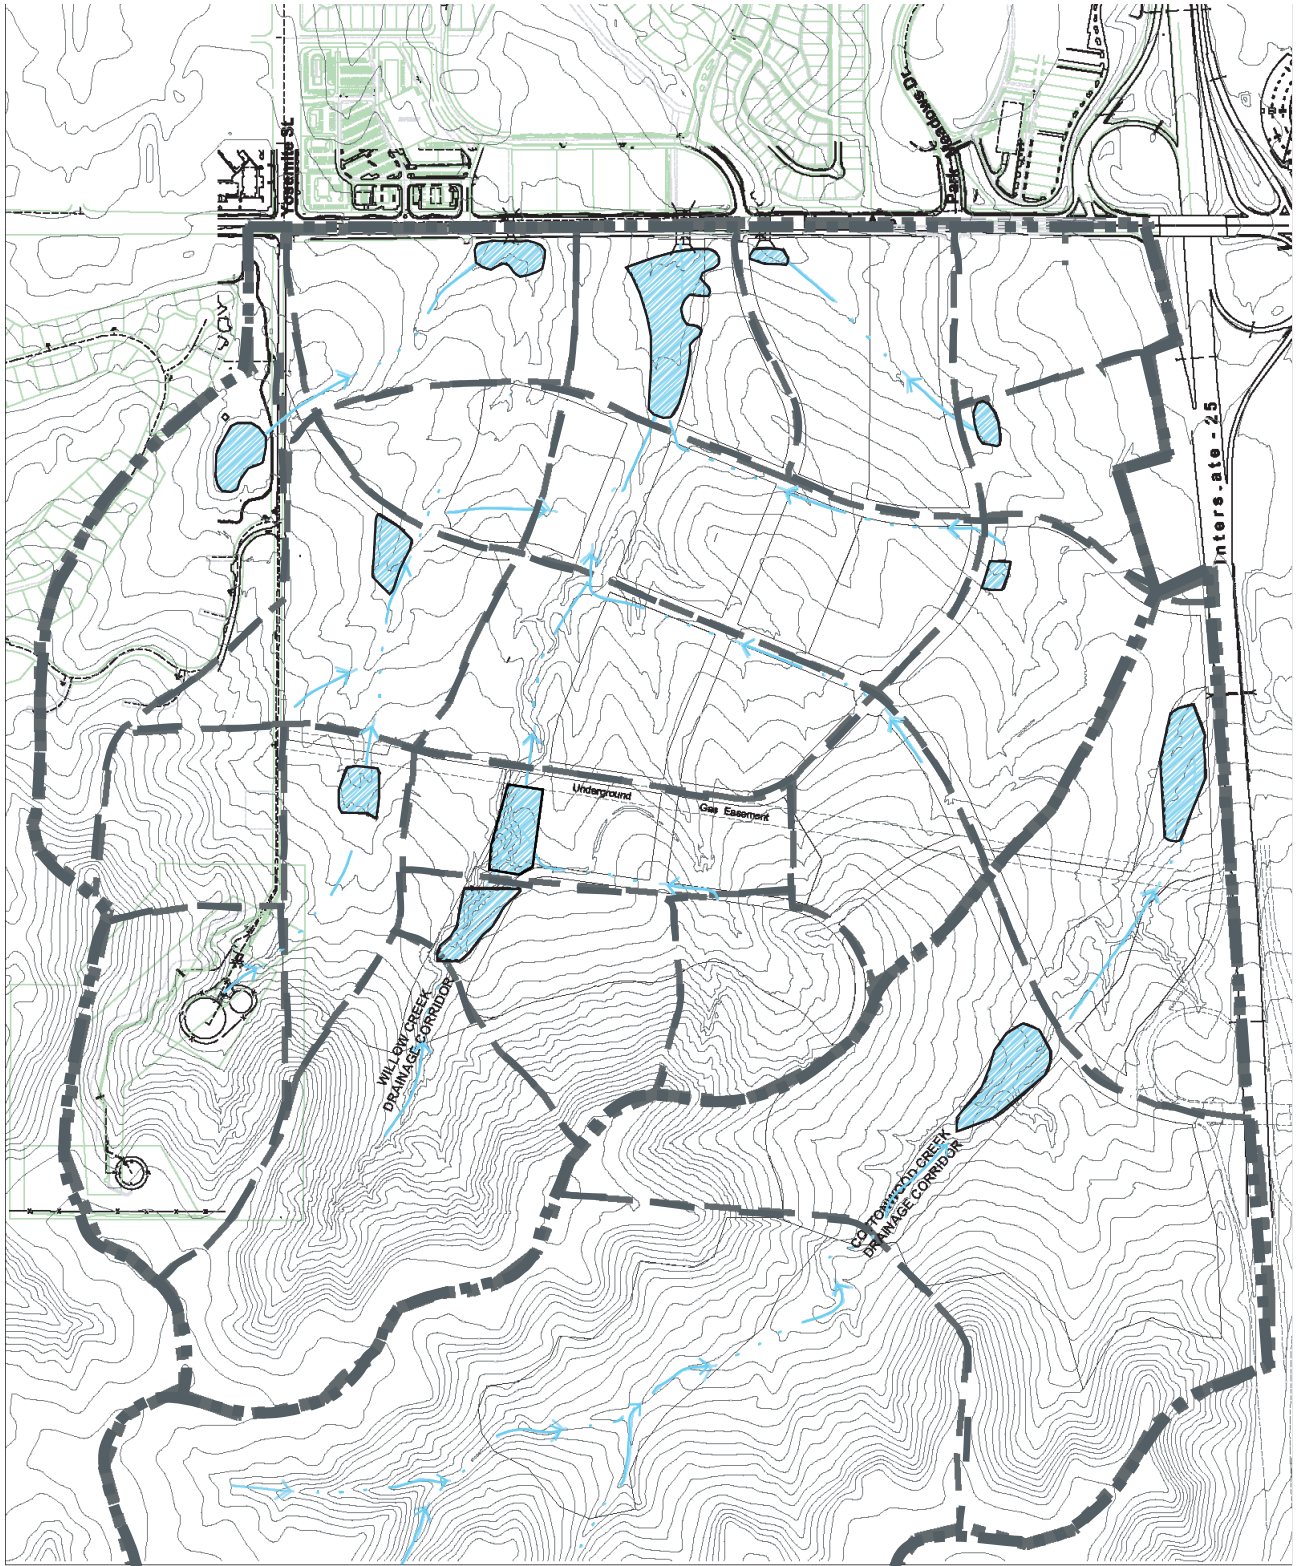 Yosemite St
Park Meadows Dr
Interstate - 25
Underground
Gas Easement
WILLOW CREEK
DRAINAGE CORRIDOR
COTTONWOOD CREEK
DRAINAGE CORRIDOR